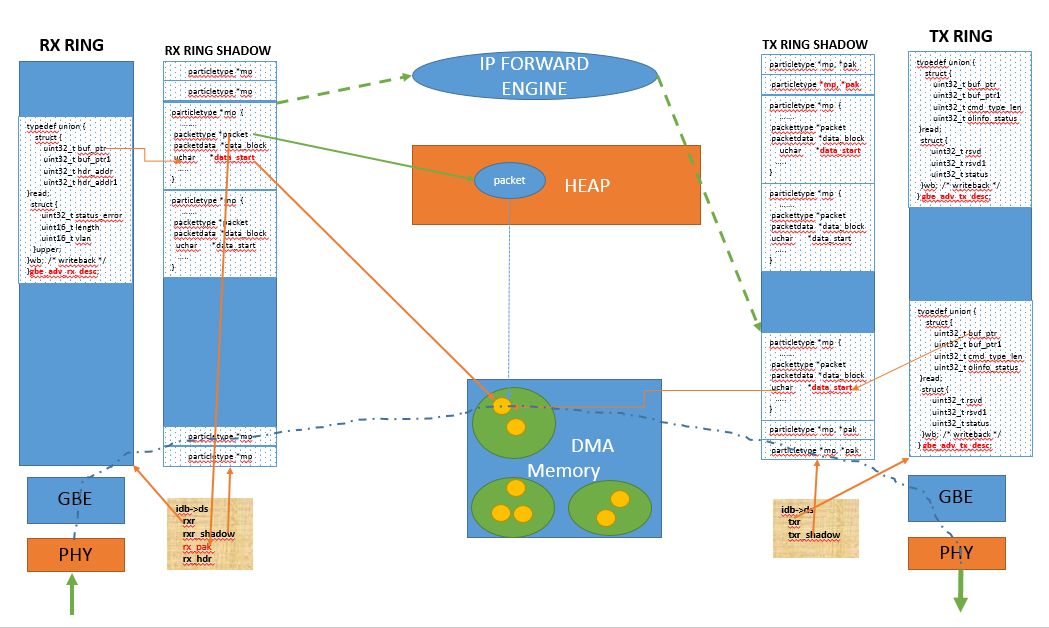 RX RING
typedef union {
struct {
uint32_t buf_ptr
uint32_t buf_ptr1
uint32_t hdr_addr
uint32_t hdr_addr1
}read;
struct {
uint32_t status_error
uint16_t length
uint16_t vlan
}upper;
}wb; /* writeback */
}gbe_adv_rx_desc;
RX RING SHADOW
particletype *mp
particletype *mp
particletype *mp {
......
packettype *packet
packetdata *data_block
uchar *data_start
.....
}
particletype *mp {
.......
packettype *packet
packetdata *data_block
uchar *data_start
.....
}
particletype *mp
particletype *mp
GBE
PHY
idb->ds
rxr
rxr_shadow
rx_pak
rx_hdr
IP FORWARD
ENGINE
packet
HEAP
DMA
Memory
TX RING SHADOW
particletype *mp, *pak
particletype *mp, *pak
particletype *mp {
......
packettype *packet
packetdata *data_block
uchar *data_start
.....
}
particletype *mp {
.......
packettype *packet
packetdata *data_block
uchar *data_start
.....
}
particletype *mp {
......
packettype *packet
packetdata *data_block
uchar *data_start
.....
}
particletype *mp, *pak
particletype *mp, *pak
idb->ds
txr
txr_shadow
TX RING
typedef union {
struct {
uint32_t buf_ptr
uint32_t buf_ptr1
uint32_t cmd_type_len
uint32_t olinfo_status
}read;
struct {
uint32_t rsvd
uint32_t rsvd1
uint32_t status
}wb; /* writeback */
} gbe_adv_tx_desc;
typedef union {
struct {
uint32_t buf_ptr
uint32_t buf_ptr1
uint32_t cmd_type_len
uint32_t olinfo_status
}read;
struct {
uint32_t rsvd
uint32_t rsvd1
uint32_t status
}wb; /* writeback */
} gbe_adv_tx_desc;
GBE
PHY